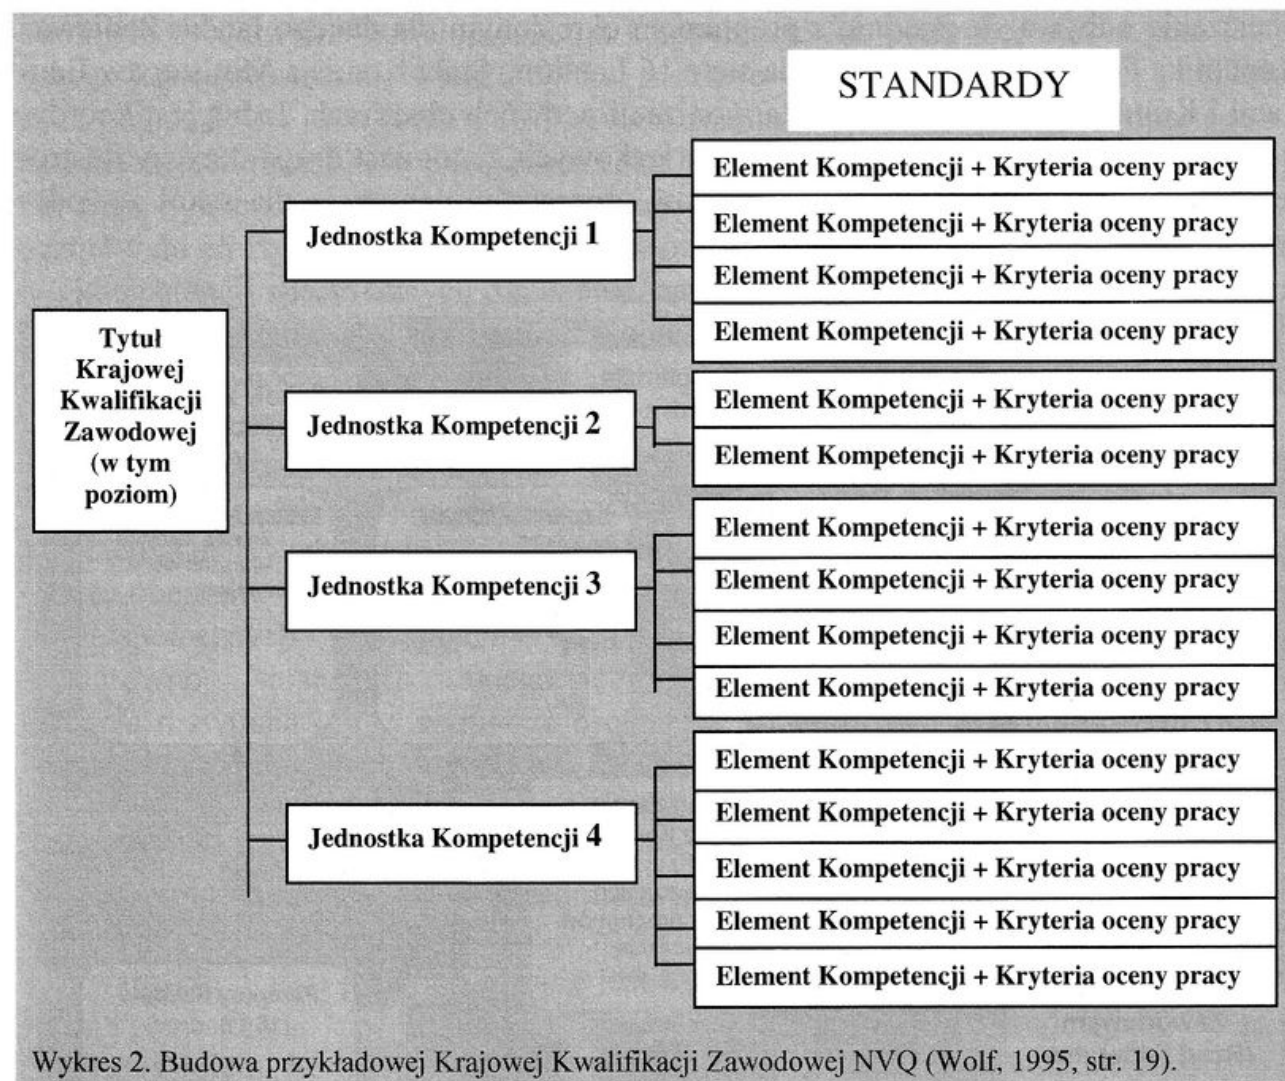 STANDARDY
Tytuł
Krajowej
Kwalifikacji
Zawodowej
(w tym
poziom)
Jednostka Kompetencji 1
Element Kompetencji + Kryteria oceny pracy
Element Kompetencji + Kryteria oceny pracy
Element Kompetencji + Kryteria oceny pracy
Element Kompetencji + Kryteria oceny pracy
Jednostka Kompetencji 2
Element Kompetencji + Kryteria oceny pracy
Element Kompetencji + Kryteria oceny pracy
Jednostka Kompetencji 3
Element Kompetencji + Kryteria oceny pracy
Element Kompetencji + Kryteria oceny pracy
Element Kompetencji + Kryteria oceny pracy
Element Kompetencji + Kryteria oceny pracy
Jednostka Kompetencji 4
Element Kompetencji + Kryteria oceny pracy
Element Kompetencji + Kryteria oceny pracy
Element Kompetencji + Kryteria oceny pracy
Element Kompetencji + Kryteria oceny pracy
Element Kompetencji + Kryteria oceny pracy
Wykres 2. Budowa przykładowej Krajowej Kwalifikacji Zawodowej NVQ (Wolf, 1995, str. 19).